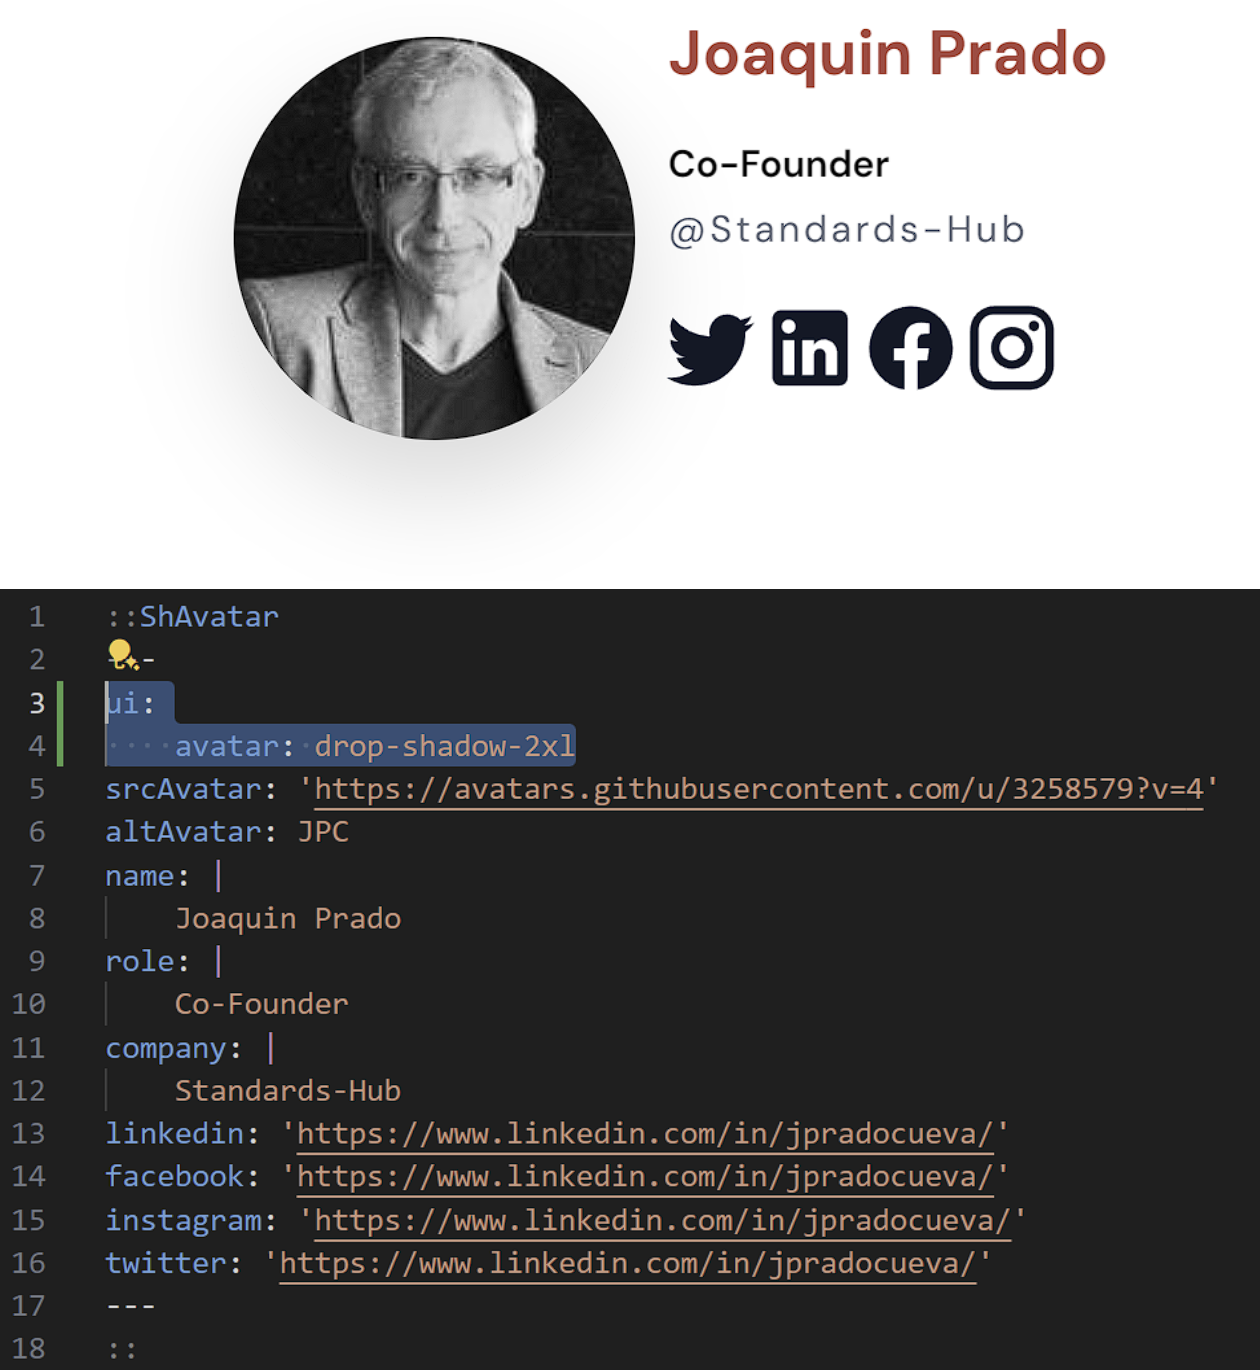 Joaquin Prado
Co-Founder
@Standards-Hub
in
1 ::ShAvatar
2 ---
3 ui:
4 avatar: drop-shadow-2xl
5 srcAvatar: 'https://avatars.githubusercontent.com/u/3258579?v=4'
6 altAvatar: JPC
7 name: |
8 Joaquin Prado
9 role: |
10 Co-Founder
11 company: |
12 Standards-Hub
13 linkedin: 'https://www.linkedin.com/in/jpradocueva/'
14 facebook: 'https://www.linkedin.com/in/jpradocueva/'
15 instagram: 'https://www.linkedin.com/in/jpradocueva/'
16 twitter: 'https://www.linkedin.com/in/jpradocueva/'
17 ---
18 ::